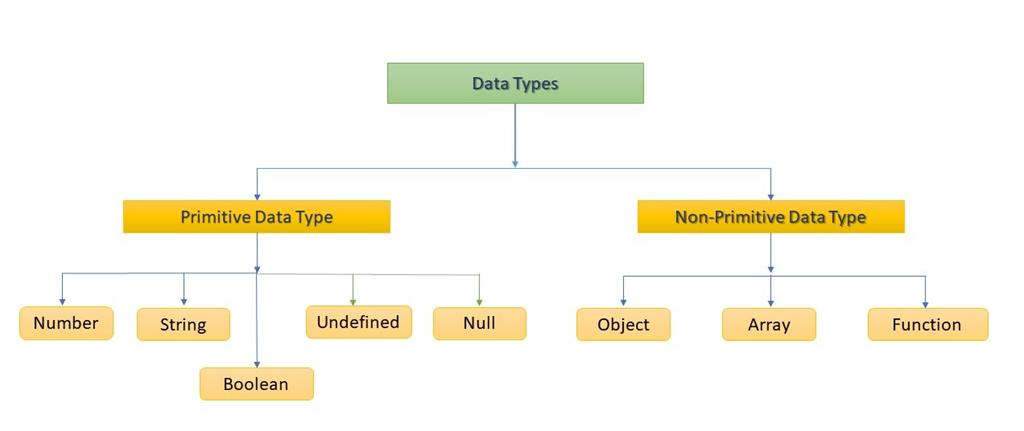 Data Types
Primitive Data Type
Non-Primitive Data Type
Number
String
Undefined
Null
Object
Array
Function
Boolean